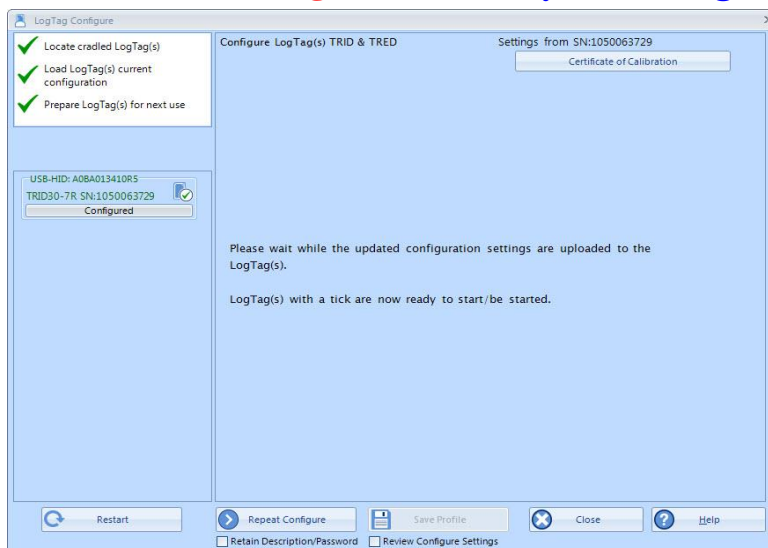 LogTag Configure
Locate cradled LogTag(s)
Load LogTag(s) current
configuration
Prepare LogTag(s) for next use
USB-HID: A0BA013410R5
TRID30-7R SN:1050063729
Configured
Configure LogTag(s) TRID & TRED
Settings from SN:1050063729
Certificate of Calibration
Please wait while the updated configuration settings are uploaded to the
LogTag(s).
LogTag(s) with a tick are now ready to start/be started.
Restart
Repeat Configure
Save Profile
Close
Help
Retain Description/Password
Review Configure Settings